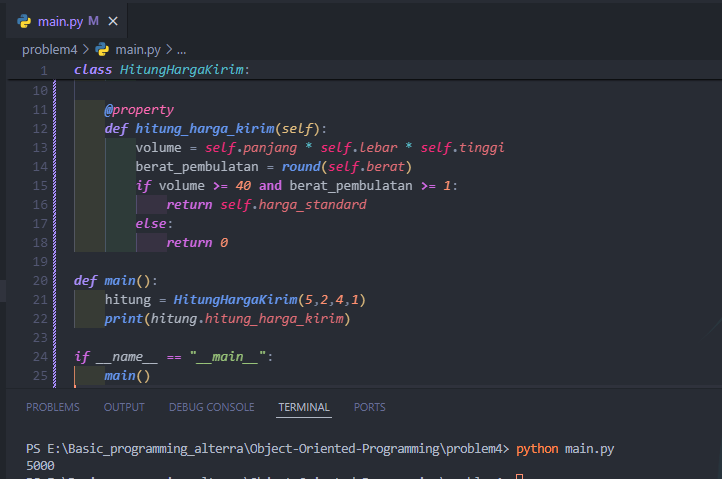 main.py M ×
problem4 > main.py > ...
1 class HitungHargaKirim:
10
11 @property
12 def hitung_harga_kirim(self):
13 volume = self.panjang * self.lebar * self.tinggi
14 berat_pembulatan = round(self.berat)
15 if volume >= 40 and berat_pembulatan >= 1:
16 return self.harga_standard
17 else:
18 return 0
19
20 def main():
21 hitung = HitungHargaKirim(5,2,4,1)
22 print(hitung.hitung_harga_kirim)
23
24 if __name__ == "__main__":
25 main()
PROBLEMS OUTPUT DEBUG CONSOLE TERMINAL PORTS
PS E:\Basic_programming_alterra\Object-Oriented-Programming\problem4> python main.py
5000